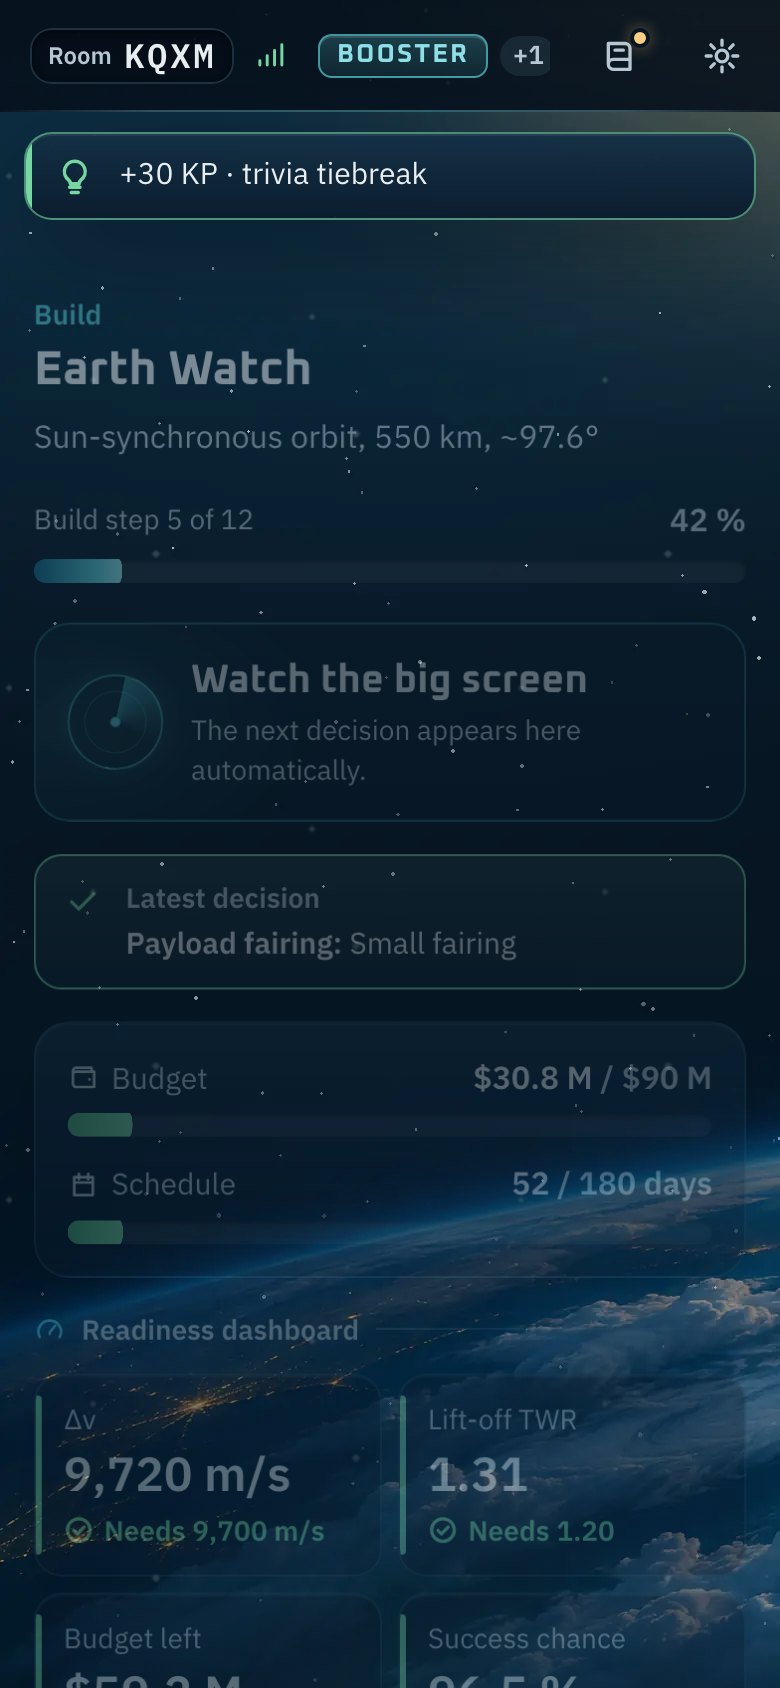 Room KQXM BOOSTER +1
+30 KP · trivia tiebreak
Build
Earth Watch
Sun-synchronous orbit, 550 km, ~97.6°
Build step 5 of 12 42 %
Watch the big screen
The next decision appears here
automatically.
Latest decision
Payload fairing: Small fairing
Budget $30.8 M / $90 M
Schedule 52 / 180 days
Readiness dashboard
Δv Lift-off TWR
9,720 m/s 1.31
Needs 9,700 m/s Needs 1.20
Budget left Success chance